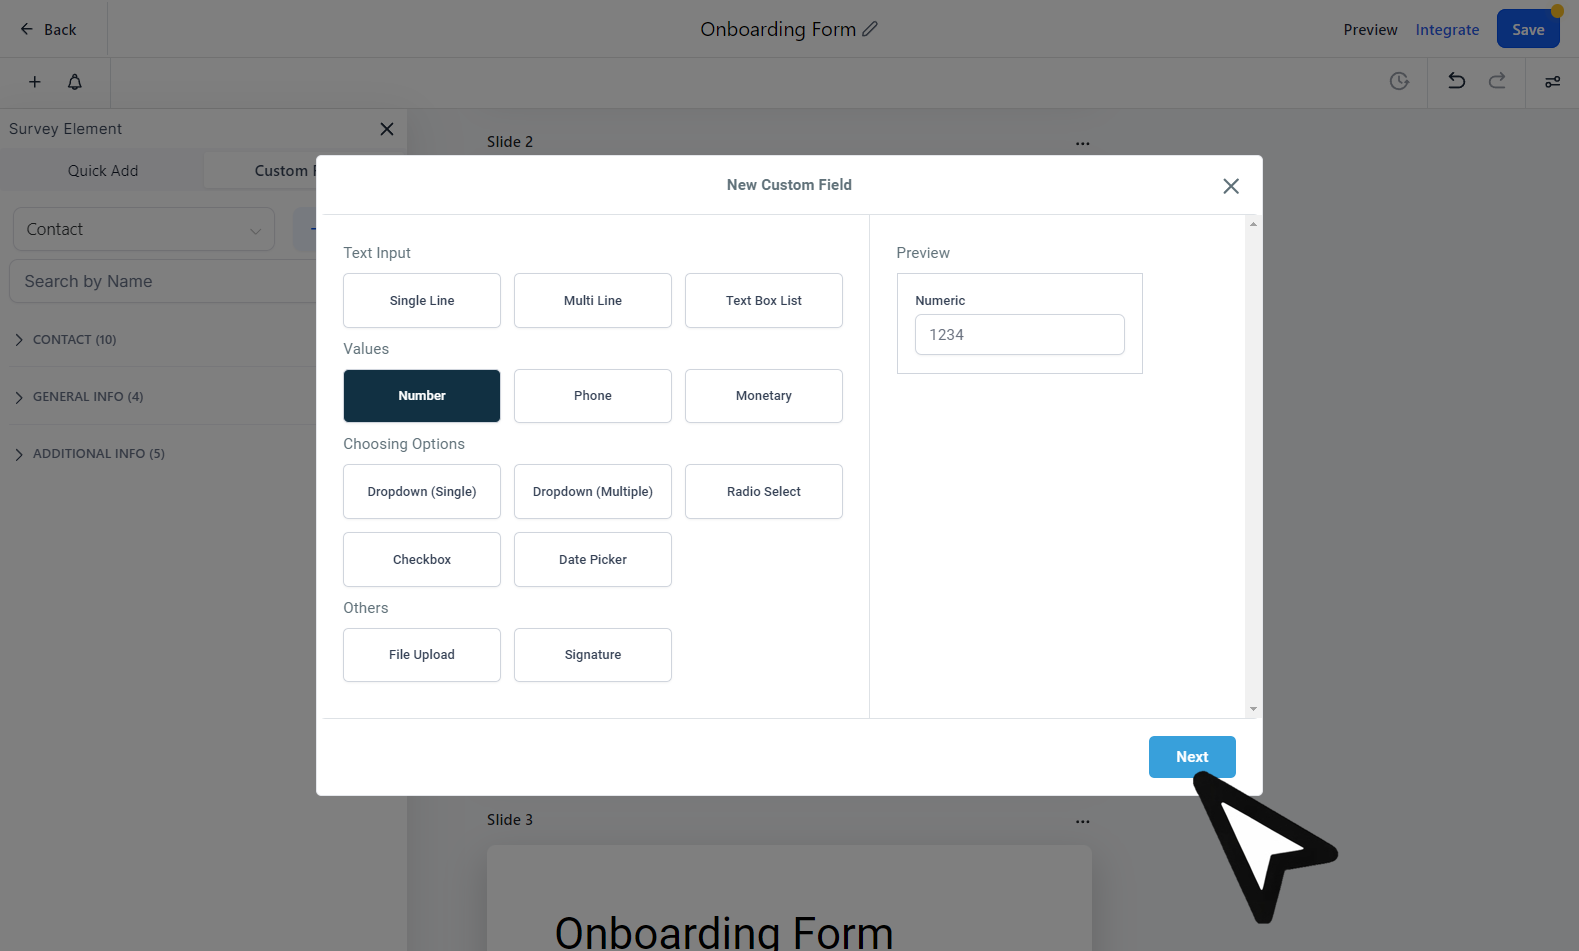 Back
Onboarding Form
Preview
Integrate
Save
Survey Element
Quick Add
Custom
Contact
Search by Name
CONTACT (10)
GENERAL INFO (4)
ADDITIONAL INFO (5)
Slide 2
New Custom Field
Text Input
Single Line
Multi Line
Text Box List
Values
Number
Phone
Monetary
Choosing Options
Dropdown (Single)
Dropdown (Multiple)
Radio Select
Checkbox
Date Picker
Others
File Upload
Signature
Preview
Numeric
1234
Next
Slide 3
Onboarding Form